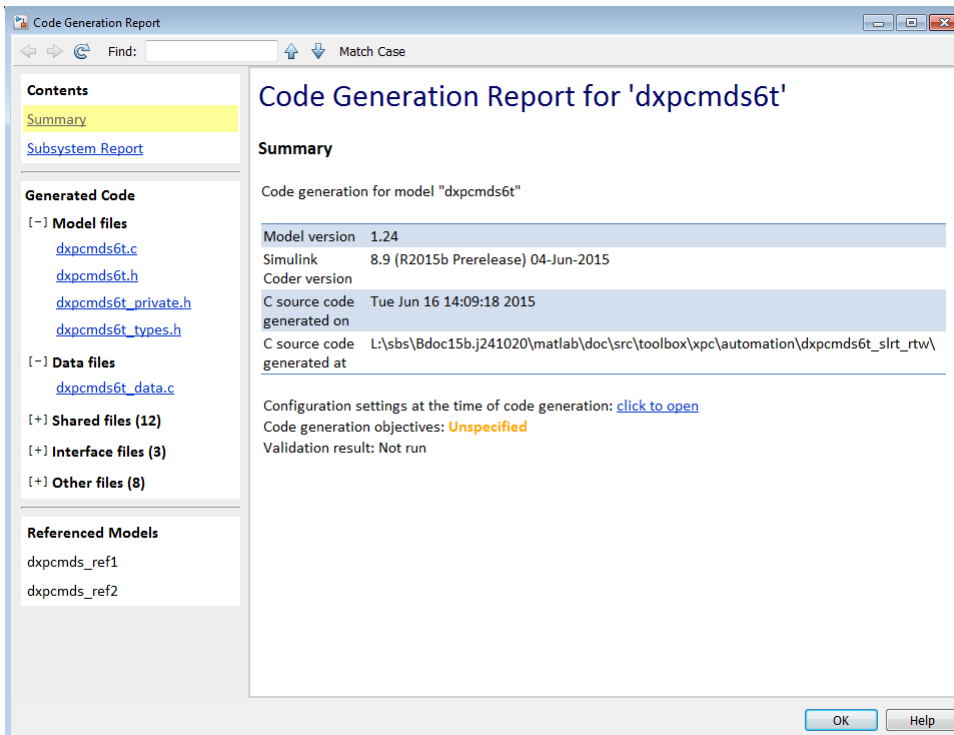 Code Generation Report
Find:
Match Case
Contents
Summary
Subsystem Report
Generated Code
[-] Model files
dxpcmds6t.c
dxpcmds6t.h
dxpcmds6t_private.h
dxpcmds6t_types.h
[-] Data files
dxpcmds6t_data.c
[+] Shared files (12)
[+] Interface files (3)
[+] Other files (8)
Referenced Models
dxpcmds_ref1
dxpcmds_ref2
Code Generation Report for 'dxpcmds6t'
Summary
Code generation for model "dxpcmds6t"
Model version 1.24
Simulink 8.9 (R2015b Prerelease) 04-Jun-2015
Coder version
C source code Tue Jun 16 14:09:18 2015
generated on
C source code L:\sbs\Bdoc15b.j241020\matlab\doc\src\toolbox\xpc\automation\dxpcmds6t_slrt_rtw\
generated at
Configuration settings at the time of code generation: click to open
Code generation objectives: Unspecified
Validation result: Not run
OK
Help